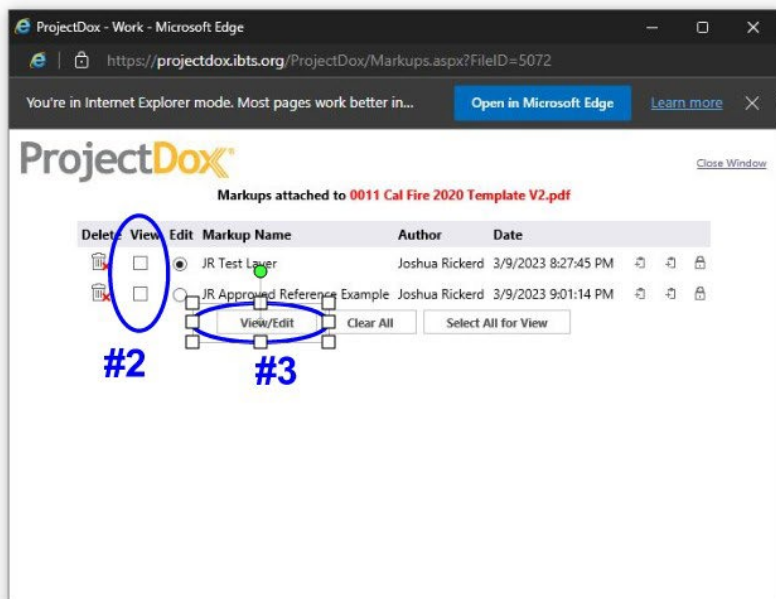 ProjectDox - Work - Microsoft Edge
https://projectdox.ibts.org/ProjectDox/Markups.aspx?FileID=5072
You're in Internet Explorer mode. Most pages work better in... Open in Microsoft Edge Learn more
ProjectDox Close Window
Markups attached to 0011 Cal Fire 2020 Template V2.pdf
Delete View Edit Markup Name Author Date
JR Test Layer Joshua Rickerd 3/9/2023 8:27:45 PM
JR Approved Reference Example Joshua Rickerd 3/9/2023 9:01:14 PM
View/Edit Clear All Select All for View
#2 #3